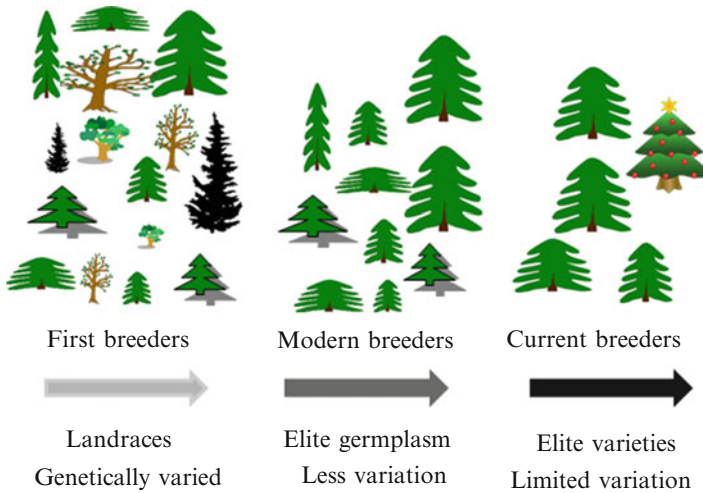 First breeders
Modern breeders
Current breeders
Landraces
Elite germplasm
Elite varieties
Genetically varied
Less variation
Limited variation